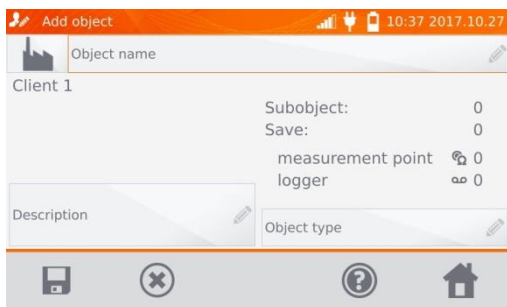 Add object
10:37 2017.10.27
Object name
Client 1
Subobject: 0
Save: 0
measurement point 0
logger 0
Description
Object type